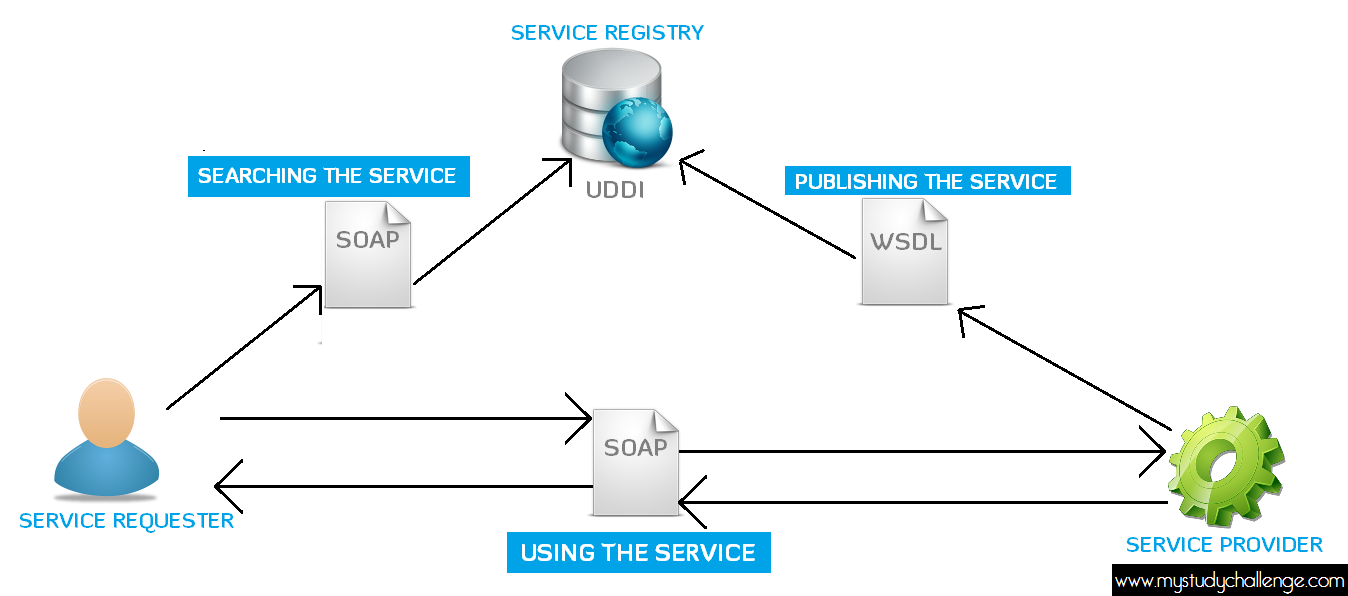 SERVICE REGISTRY
UDDI
SEARCHING THE SERVICE
SOAP
PUBLISHING THE SERVICE
WSDL
SOAP
USING THE SERVICE
SERVICE REQUESTER
SERVICE PROVIDER
www.mystudychallenge.com